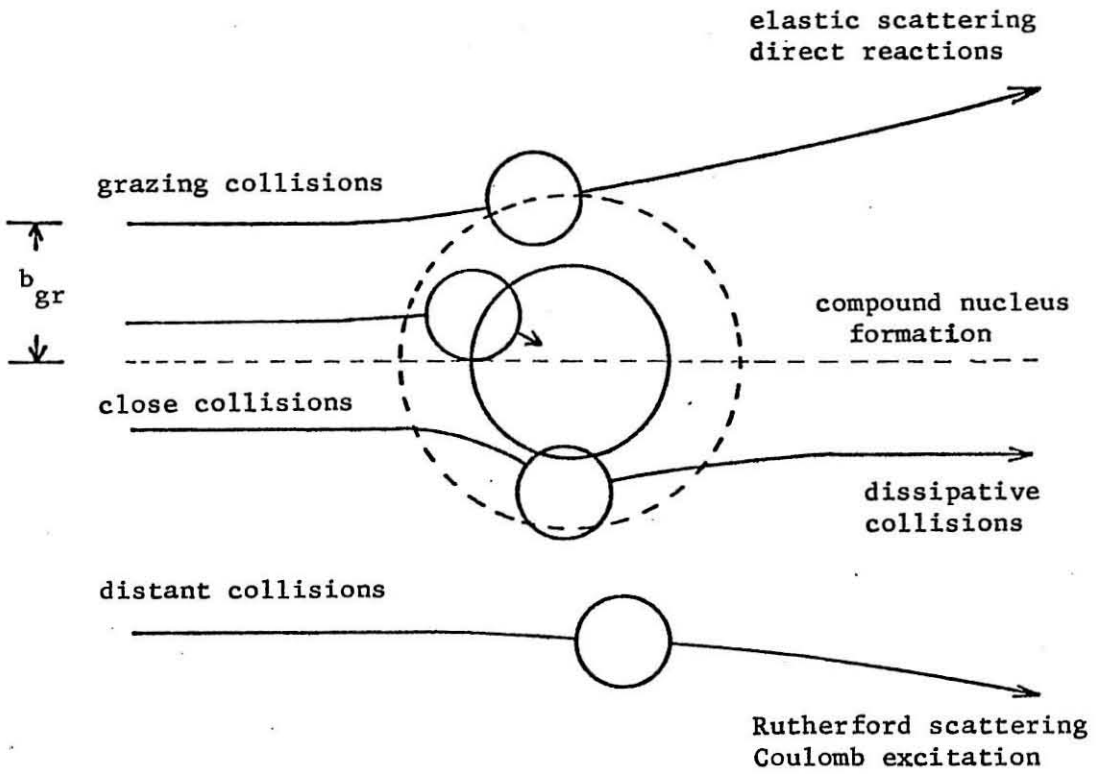 elastic scattering
direct reactions
grazing collisions
b gr
compound nucleus
formation
close collisions
dissipative
collisions
distant collisions
Rutherford scattering
Coulomb excitation